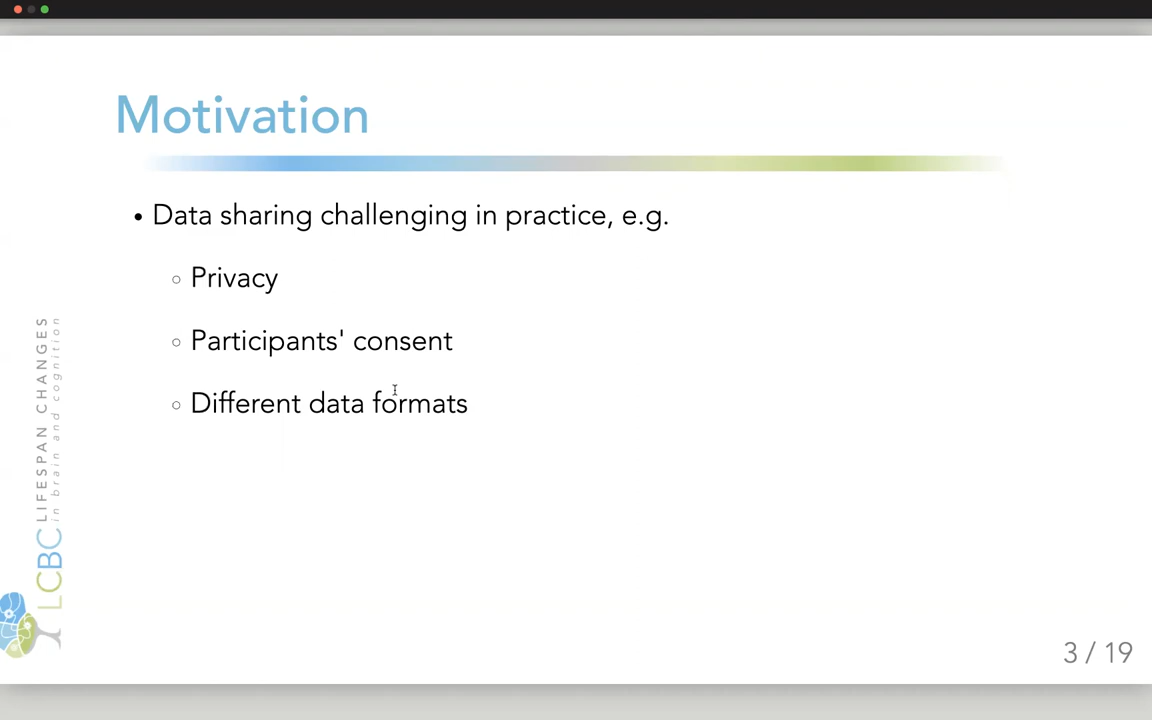 Motivation
• Data sharing challenging in practice, e.g.
○ Privacy
○ Participants' consent
○ Different data formats
LCBC LIFESPAN CHANGES
in brain and cognition
3 / 19